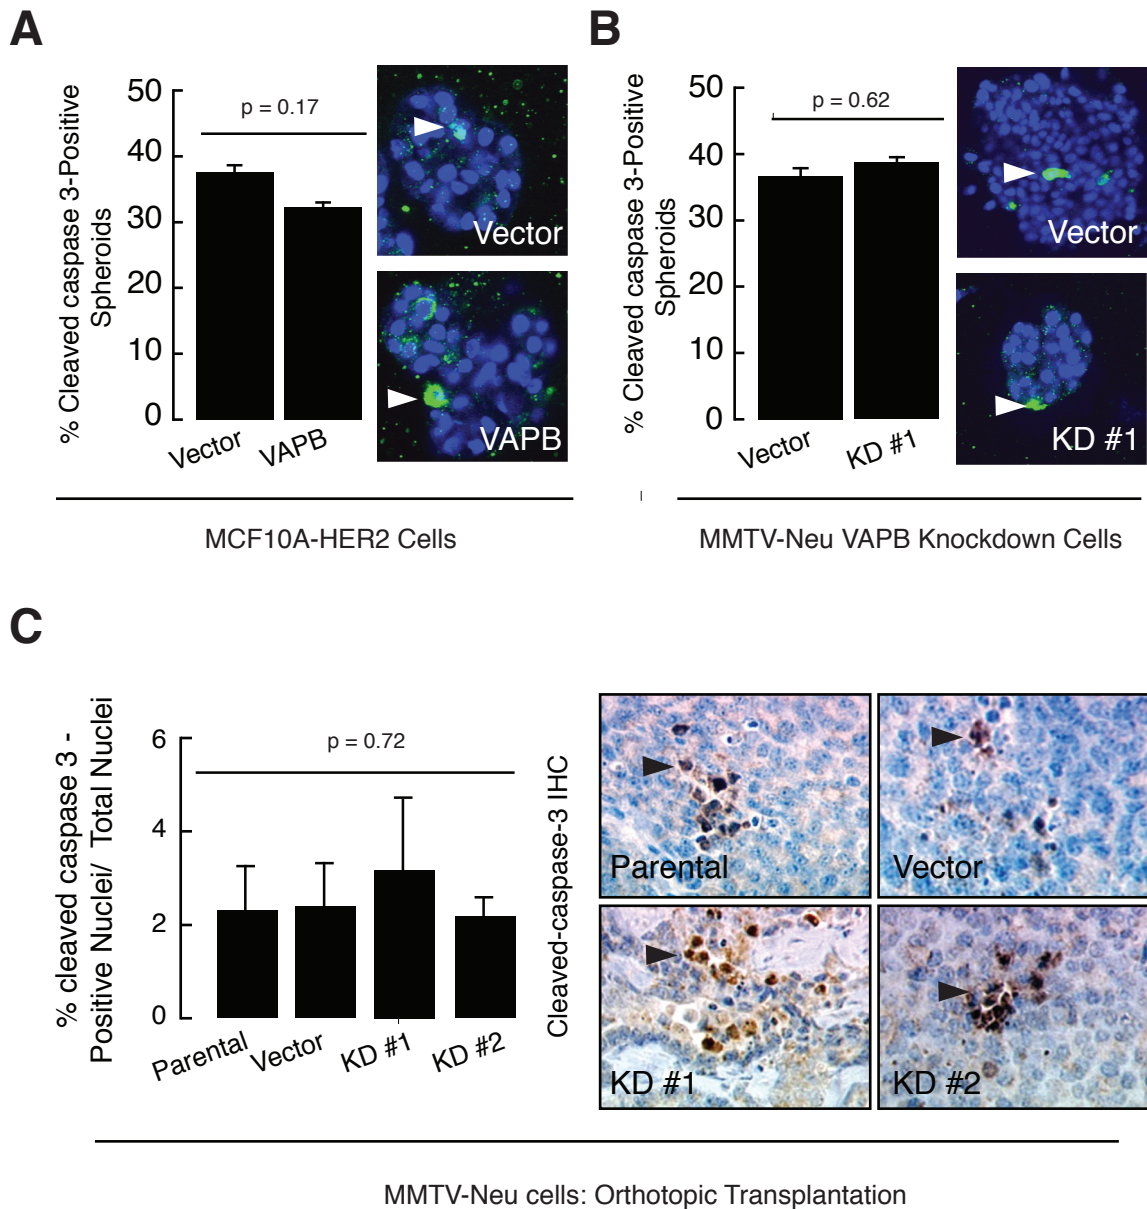 A
% Cleaved caspase 3-Positive
Spheroids
50
40
30
20
10
0
p = 0.17
Vector
VAPB
Vector
VAPB
MCF10A-HER2 Cells
B
% Cleaved caspase 3-Positive
Spheroids
50
40
30
20
10
0
p = 0.62
Vector
KD #1
Vector
KD #1
MMTV-Neu VAPB Knockdown Cells
C
% cleaved caspase 3 -
Positive Nuclei/ Total Nuclei
6
4
2
0
p = 0.72
Parental
Vector
KD #1
KD #2
Cleaved-caspase-3 IHC
Parental
Vector
KD #1
KD #2
MMTV-Neu cells: Orthotopic Transplantation